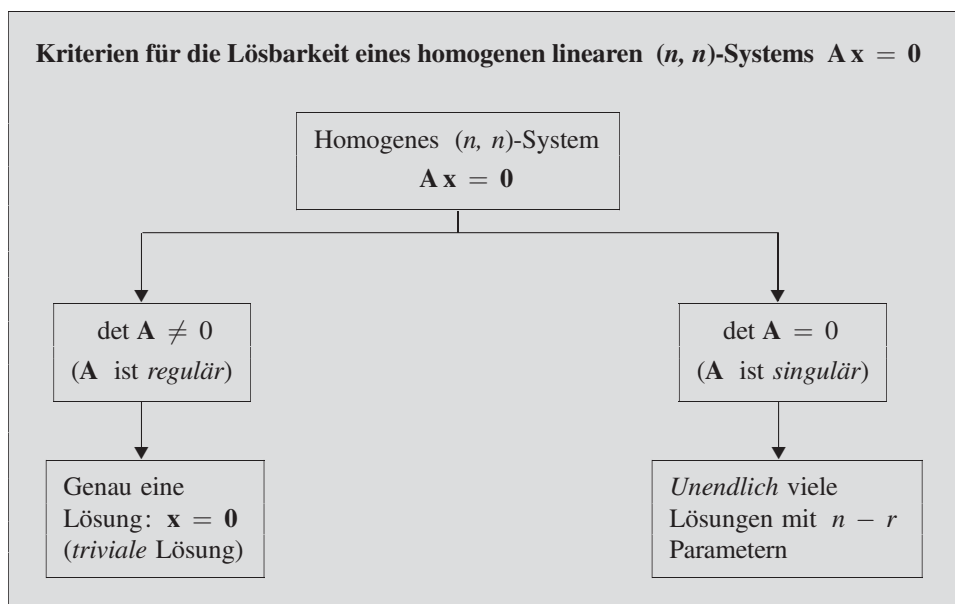 Kriterien für die Lösbarkeit eines homogenen linearen (n, n)-Systems A x = 0
Homogenes (n, n)-System
A x = 0
det A ≠ 0
(A ist regulär)
det A = 0
(A ist singulär)
Genau eine
Lösung: x = 0
(triviale Lösung)
Unendlich viele
Lösungen mit n − r
Parametern